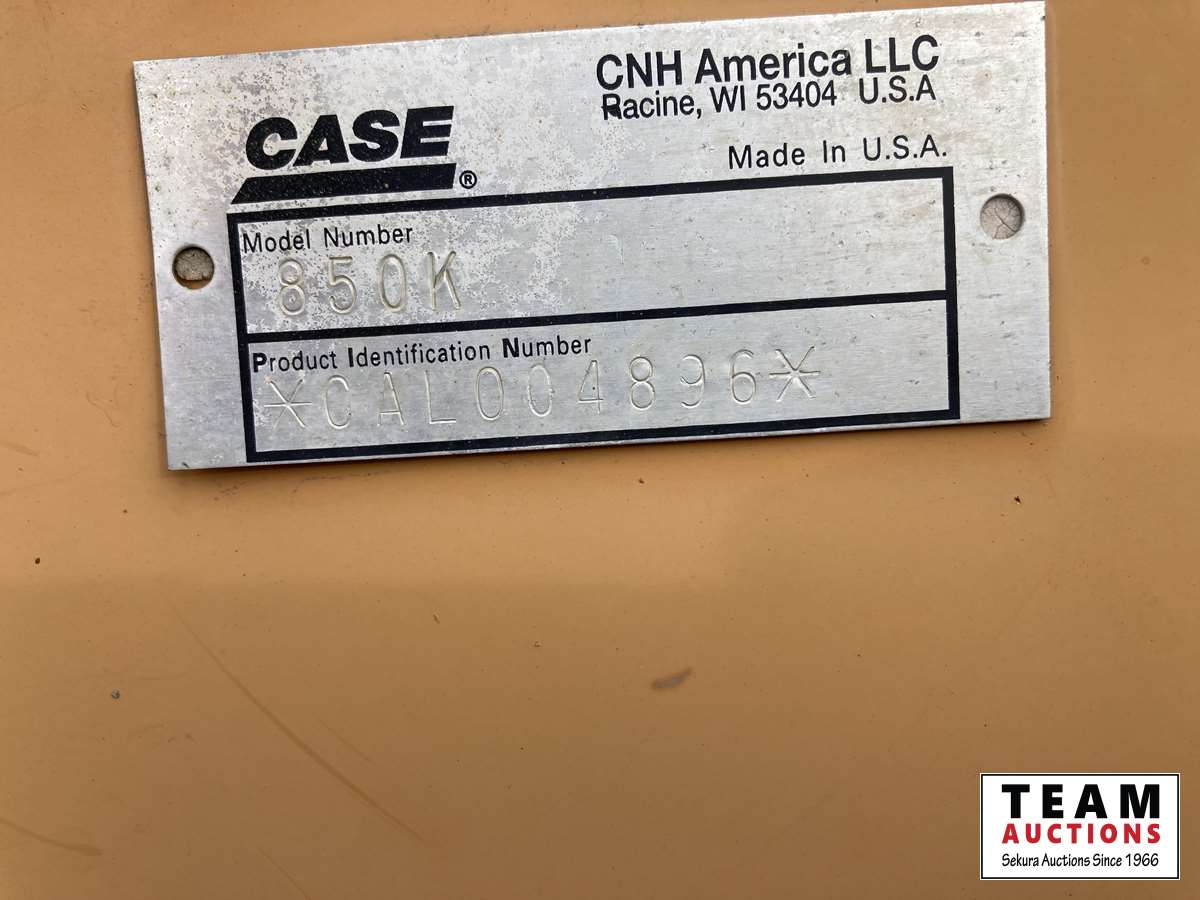 CNH America LLC
Racine, WI 53404 U.S.A
Made In U.S.A.
CASE®
Model Number
850K
Product Identification Number
*CAL004896*
TEAM
AUCTIONS
Sekura Auctions Since 1966